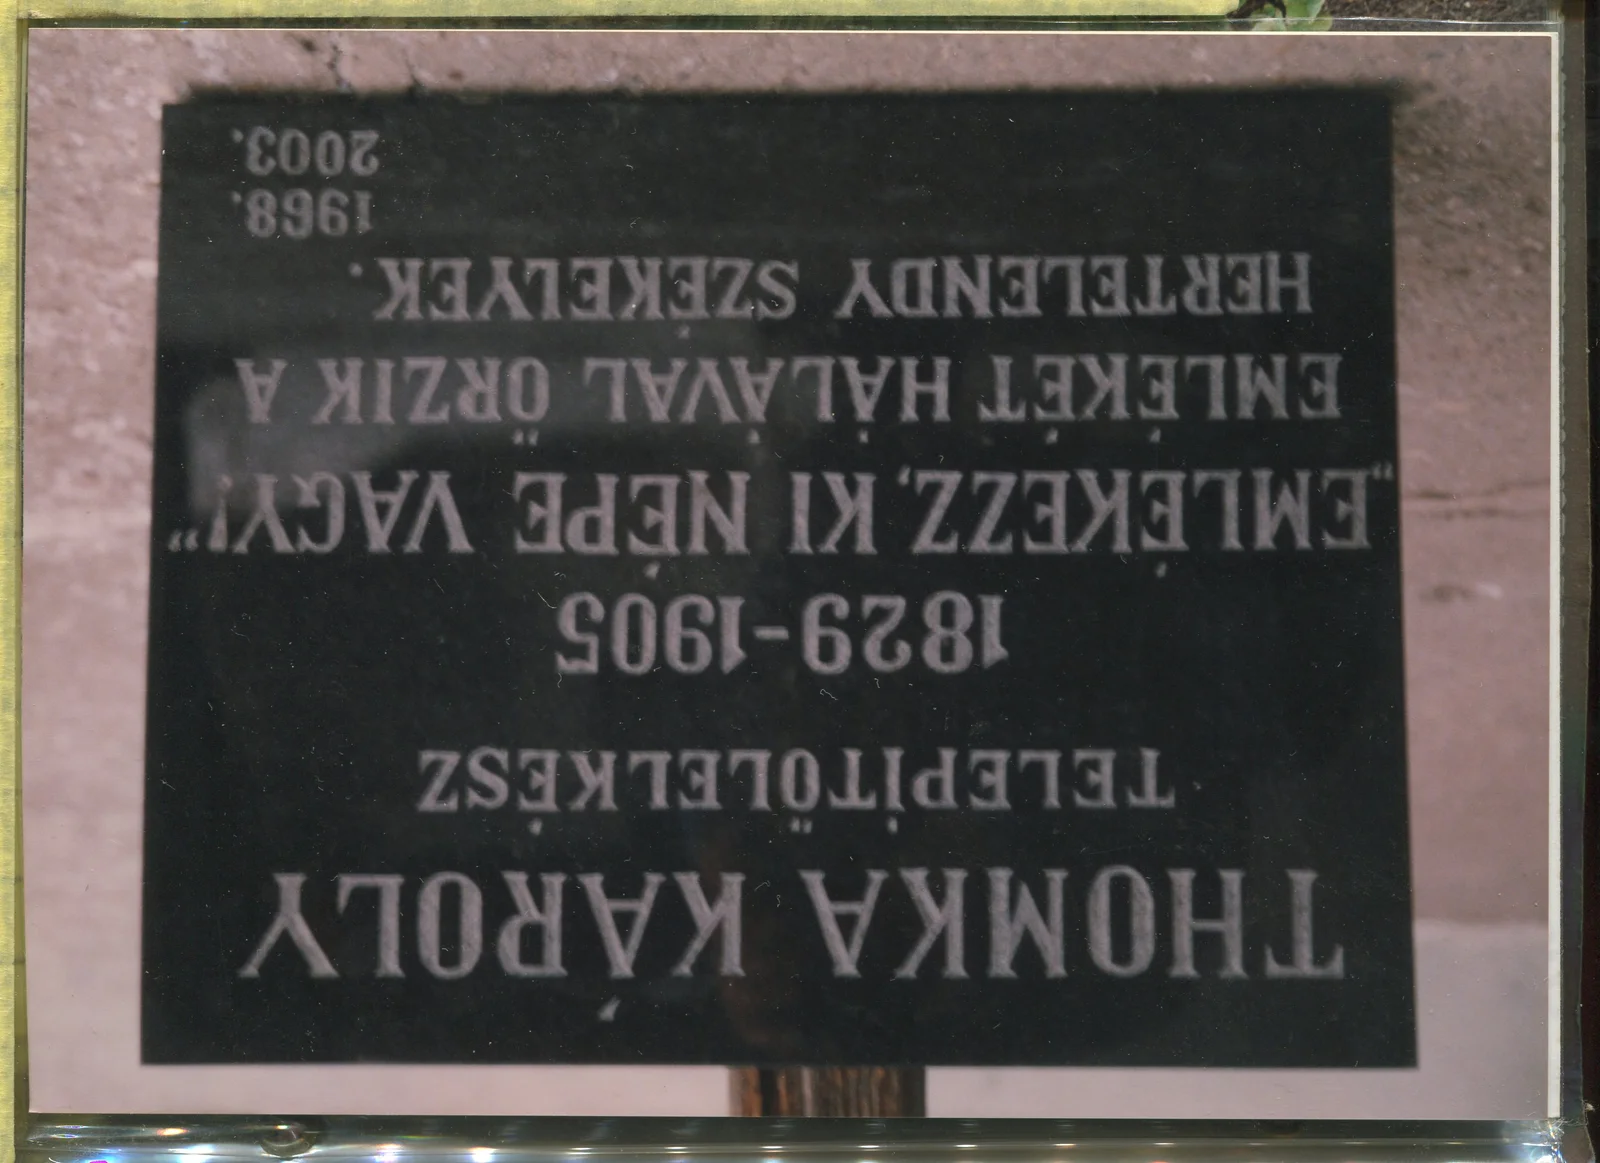 THOMKA KÁROLY
TELEPÍTŐLELKÉSZ
1829-1905
„EMLÉKEZZ, KI NÉPE VAGY!”
EMLÉKÉT HÁLÁVAL ŐRZIK A
HERTELENDY SZÉKELYEK.
1968.
2003.